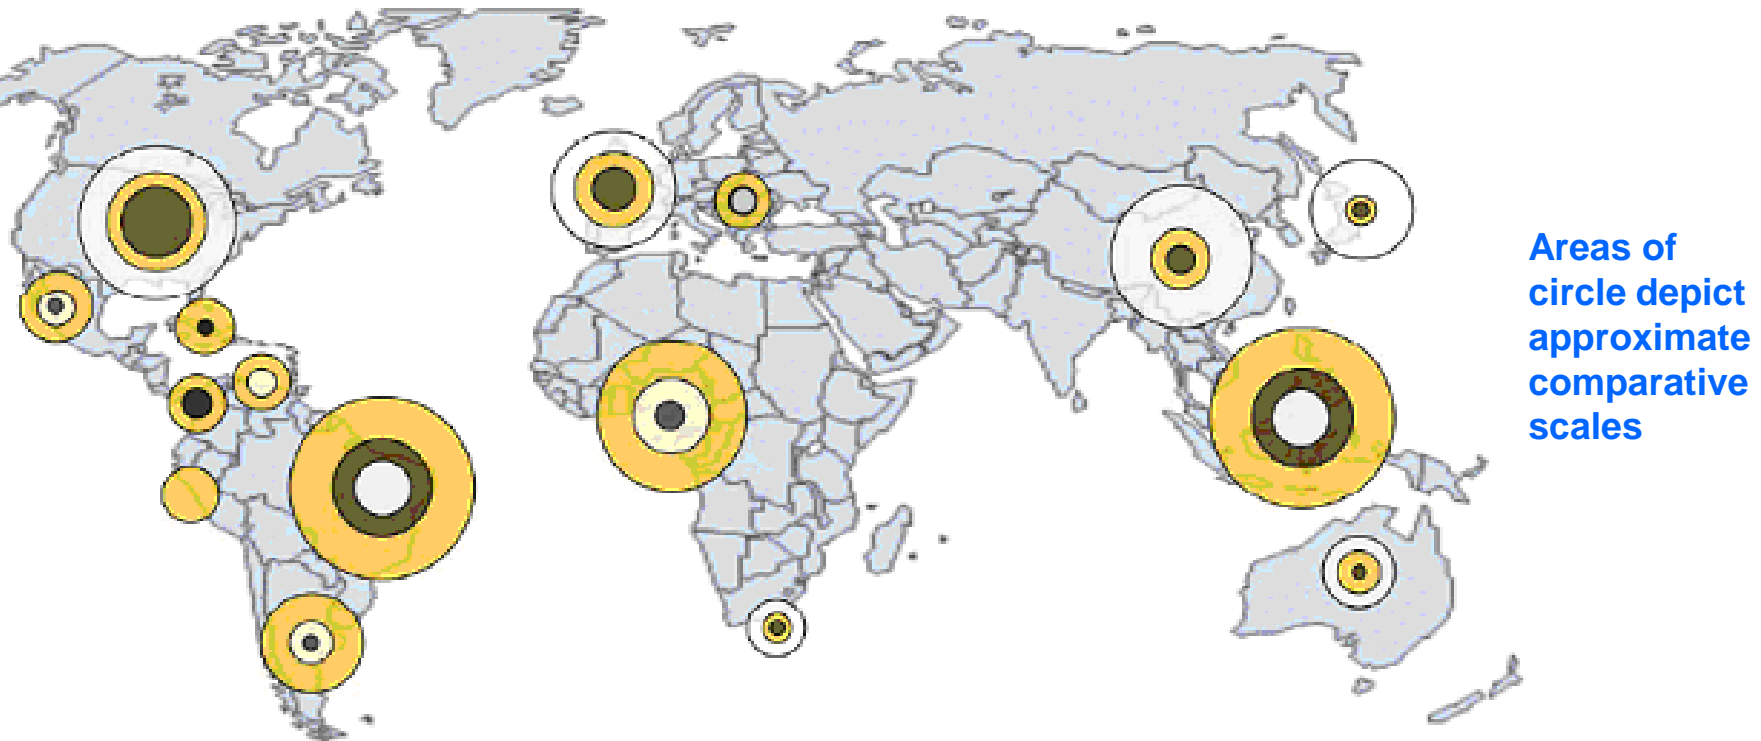 Areas of
circle depict
approximate
comparative
scales